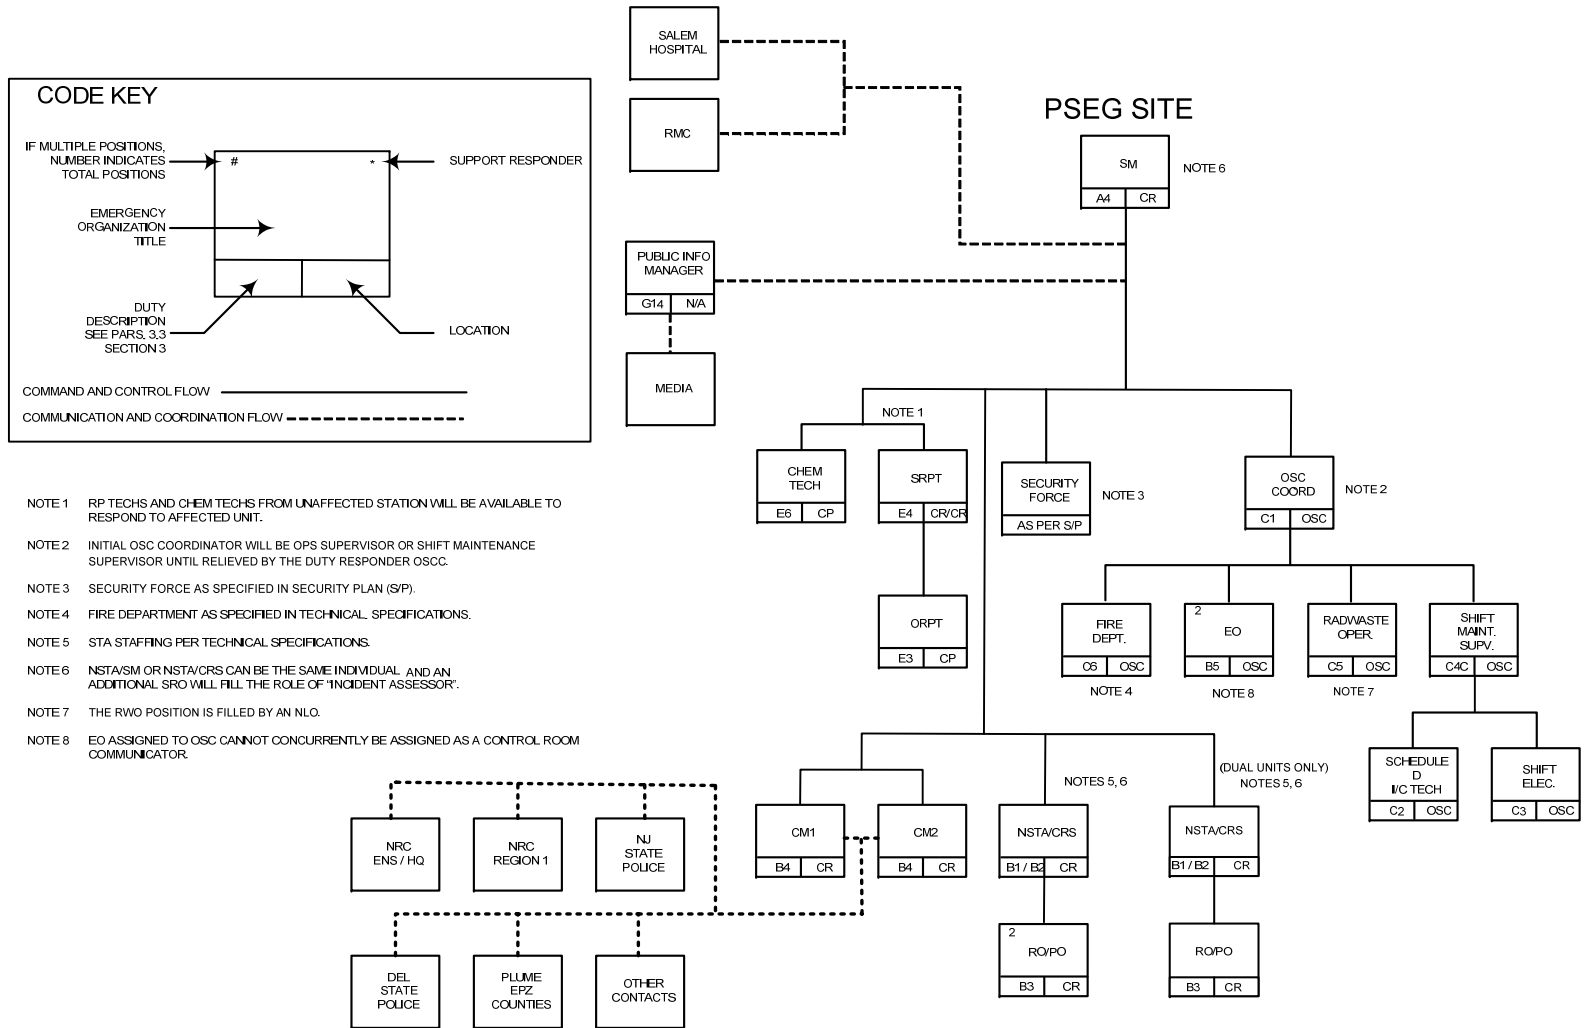 SALEM
HOSPITAL
RMC
CODE KEY
IF MULTIPLE POSITIONS,
NUMBER INDICATES
TOTAL POSITIONS
#
*
SUPPORT RESPONDER
EMERGENCY
ORGANIZATION
TITLE
DUTY
DESCRIPTION
SEE PARS. 3.3
SECTION 3
LOCATION
COMMAND AND CONTROL FLOW
COMMUNICATION AND COORDINATION FLOW
PSEG SITE
SM
A4 CR
NOTE 6
PUBLIC INFO
MANAGER
G14 N/A
MEDIA
NOTE 1
CHEM
TECH
E6 CP
SRPT
E4 CR/CR
ORPT
E3 CP
SECURITY
FORCE
AS PER S/P
NOTE 3
OSC
COORD
C1 OSC
NOTE 2
FIRE
DEPT.
C6 OSC
NOTE 4
2
EO
B5 OSC
NOTE 8
RADWASTE
OPER.
C5 OSC
NOTE 7
SHIFT
MAINT.
SUPV.
C4C OSC
SCHEDULE
D
I/C TECH
C2 OSC
SHIFT
ELEC.
C3 OSC
NOTE 1 RP TECHS AND CHEM TECHS FROM UNAFFECTED STATION WILL BE AVAILABLE TO
RESPOND TO AFFECTED UNIT.
NOTE 2 INITIAL OSC COORDINATOR WILL BE OPS SUPERVISOR OR SHIFT MAINTENANCE
SUPERVISOR UNTIL RELIEVED BY THE DUTY RESPONDER OSCC.
NOTE 3 SECURITY FORCE AS SPECIFIED IN SECURITY PLAN (S/P).
NOTE 4 FIRE DEPARTMENT AS SPECIFIED IN TECHNICAL SPECIFICATIONS.
NOTE 5 STA STAFFING PER TECHNICAL SPECIFICATIONS.
NOTE 6 NSTA/SM OR NSTA/CRS CAN BE THE SAME INDIVIDUAL AND AN
ADDITIONAL SRO WILL FILL THE ROLE OF "INCIDENT ASSESSOR".
NOTE 7 THE RWO POSITION IS FILLED BY AN NLO.
NOTE 8 EO ASSIGNED TO OSC CANNOT CONCURRENTLY BE ASSIGNED AS A CONTROL ROOM
COMMUNICATOR.
NRC
ENS / HQ
NRC
REGION 1
NJ
STATE
POLICE
DEL
STATE
POLICE
PLUME
EPZ
COUNTIES
OTHER
CONTACTS
CM1
B4 CR
CM2
B4 CR
NOTES 5, 6
NSTA/CRS
B1 / B2 CR
2
RO/PO
B3 CR
(DUAL UNITS ONLY)
NOTES 5, 6
NSTA/CRS
B1 / B2 CR
RO/PO
B3 CR